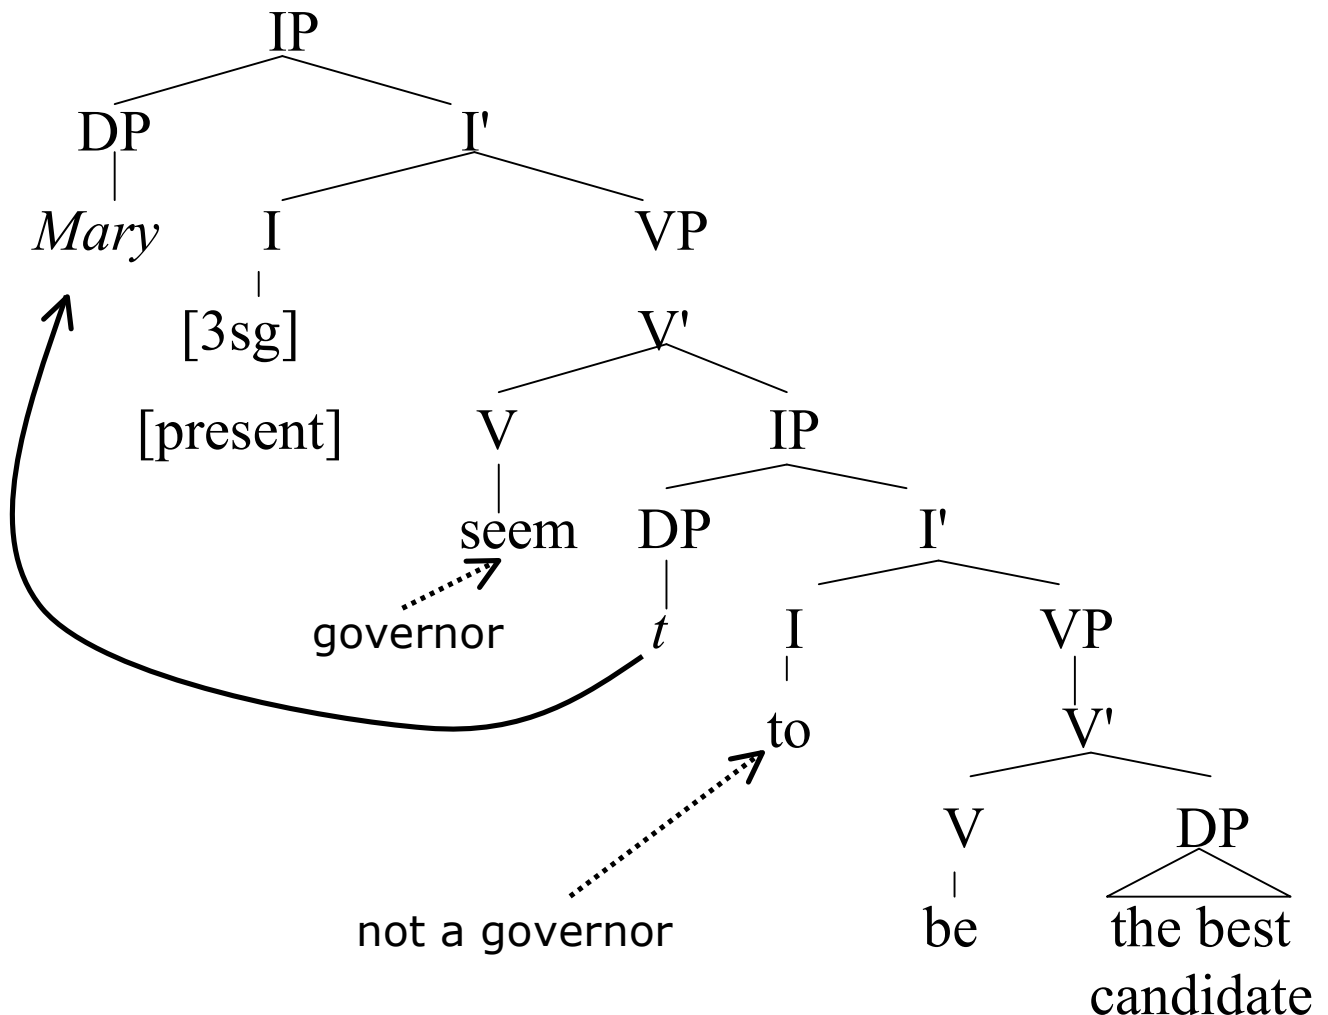 IP
DP I'
Mary I VP
[3sg] V'
[present] V IP
seem DP I'
governor t I VP
to V'
V DP
not a governor be the best
candidate